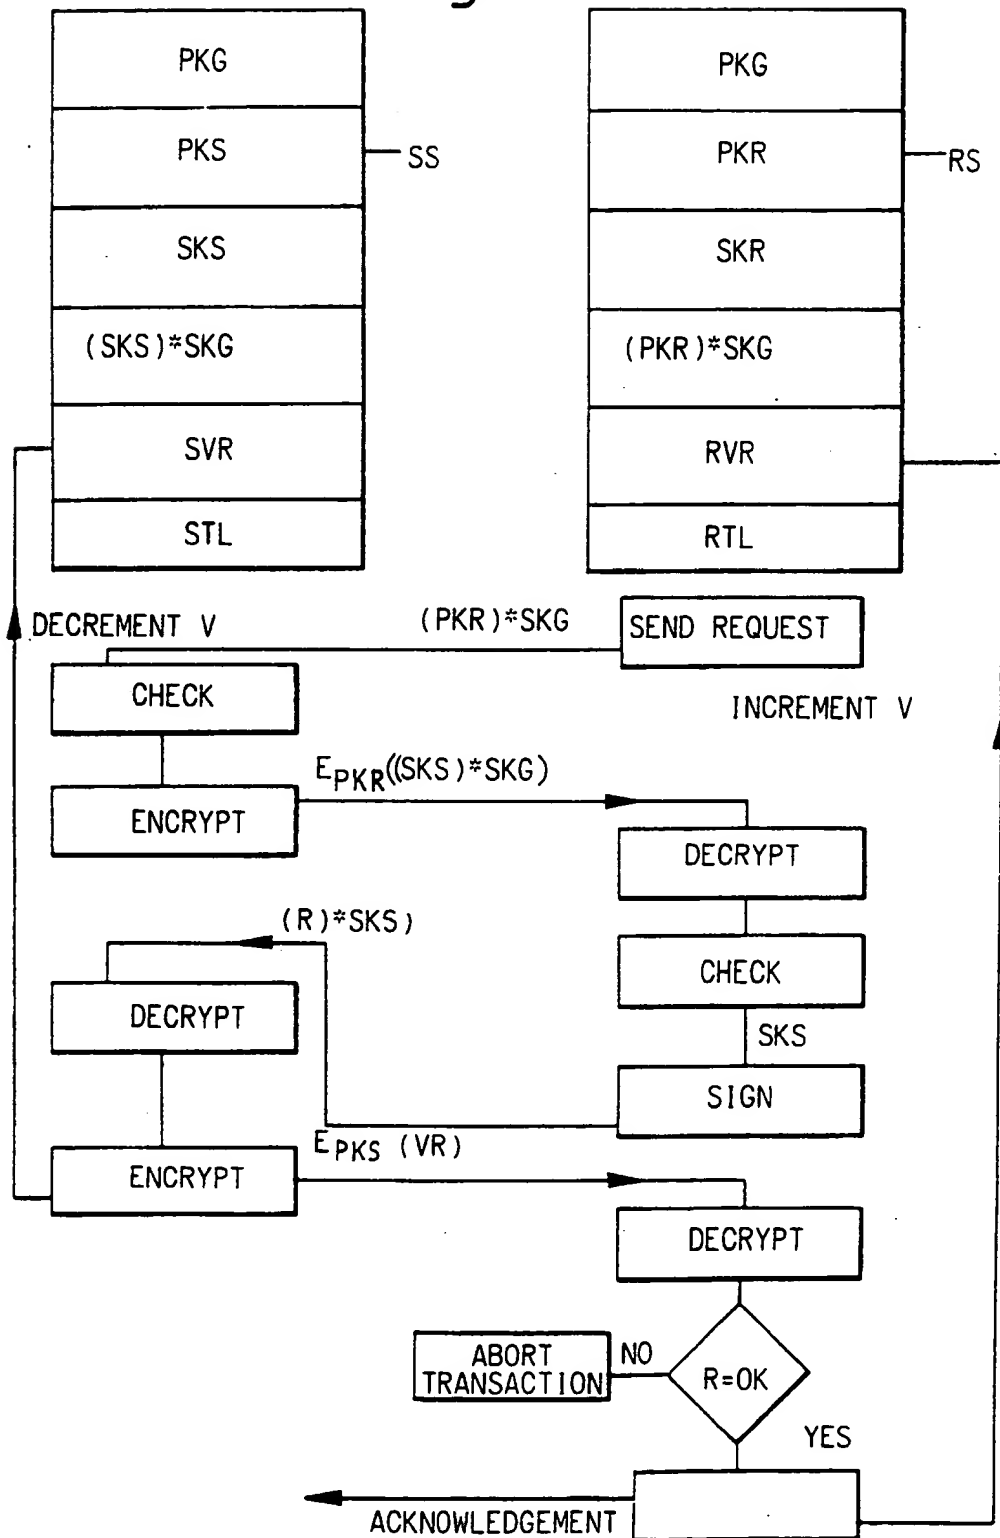 PKG
PKS
SS
SKS
(SKS)*SKG
SVR
STL
PKG
PKR
RS
SKR
(PKR)*SKG
RVR
RTL
DECREMENT V
(PKR)*SKG
SEND REQUEST
CHECK
INCREMENT V
EPKR((SKS)*SKG)
ENCRYPT
DECRYPT
(R)*SKS)
CHECK
DECRYPT
SKS
SIGN
EPKS (VR)
ENCRYPT
DECRYPT
ABORT
TRANSACTION
NO
R=OK
YES
ACKNOWLEDGEMENT